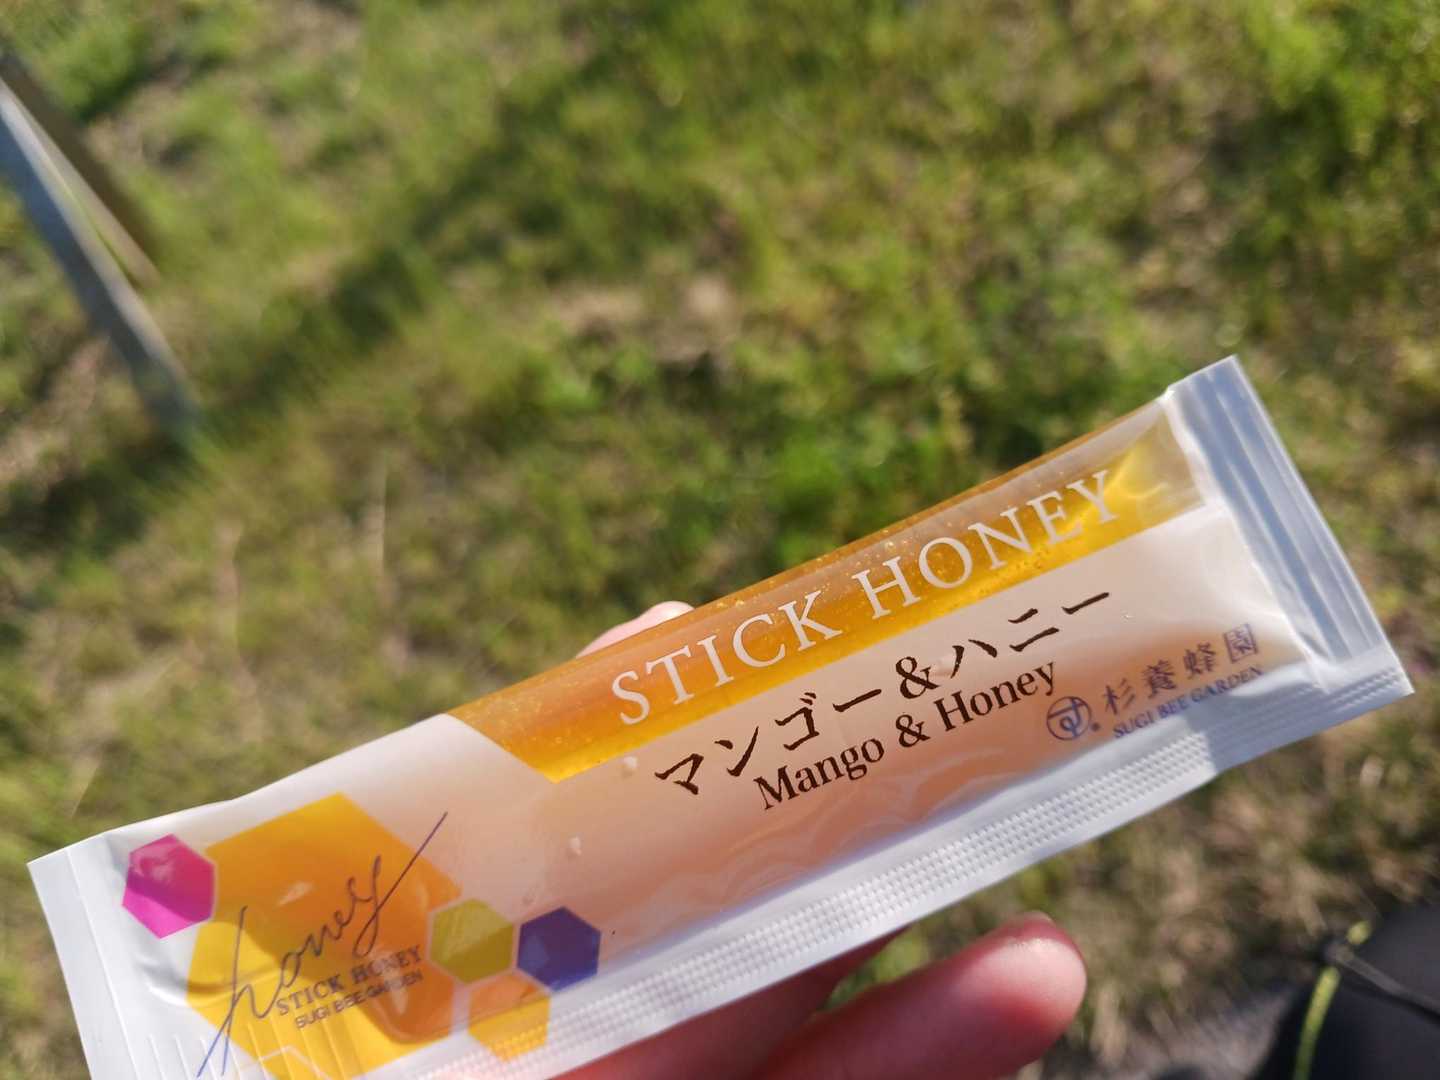 STICK HONEY
マンゴー&ハニー
Mango & Honey
す® 杉養蜂園
SUGI BEE GARDEN
honey
STICK HONEY
SUGI BEE GARDEN